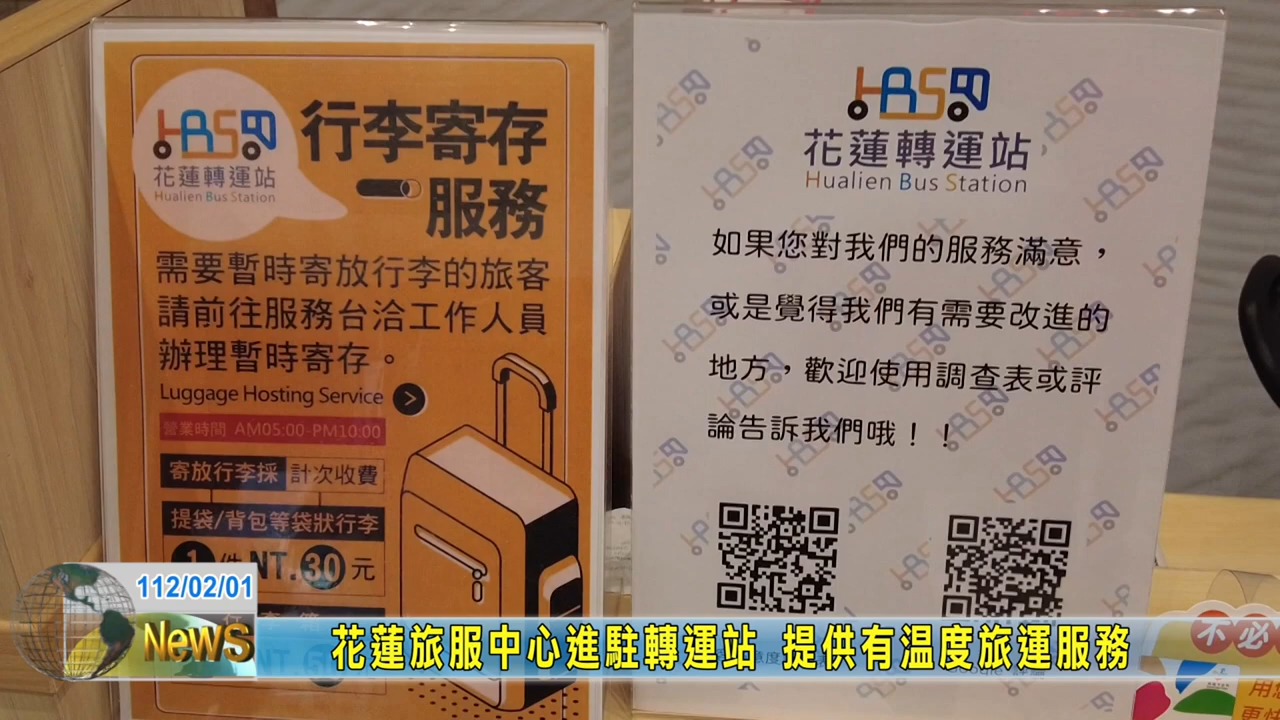 花蓮轉運站
Hualien Bus Station
行李寄存
服務
需要暫時寄放行李的旅客
請前往服務台洽工作人員
辦理暫時寄存。
Luggage Hosting Service
營業時間 AM05:00-PM10:00
寄放行李採 計次收費
提袋/背包等袋狀行李
1件 NT.30元
花蓮轉運站
Hualien Bus Station
如果您對我們的服務滿意，
或是覺得我們有需要改進的
地方，歡迎使用調查表或評
論告訴我們哦！！
不必
112/02/01
NewS
花蓮旅服中心進駐轉運站 提供有温度旅運服務